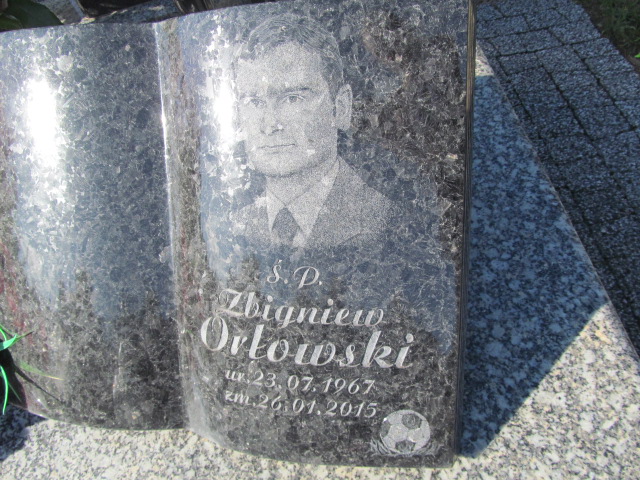 Ś.P.
Zbigniew
Orłowski
ur.23.07.1967
zm.26.01.2015